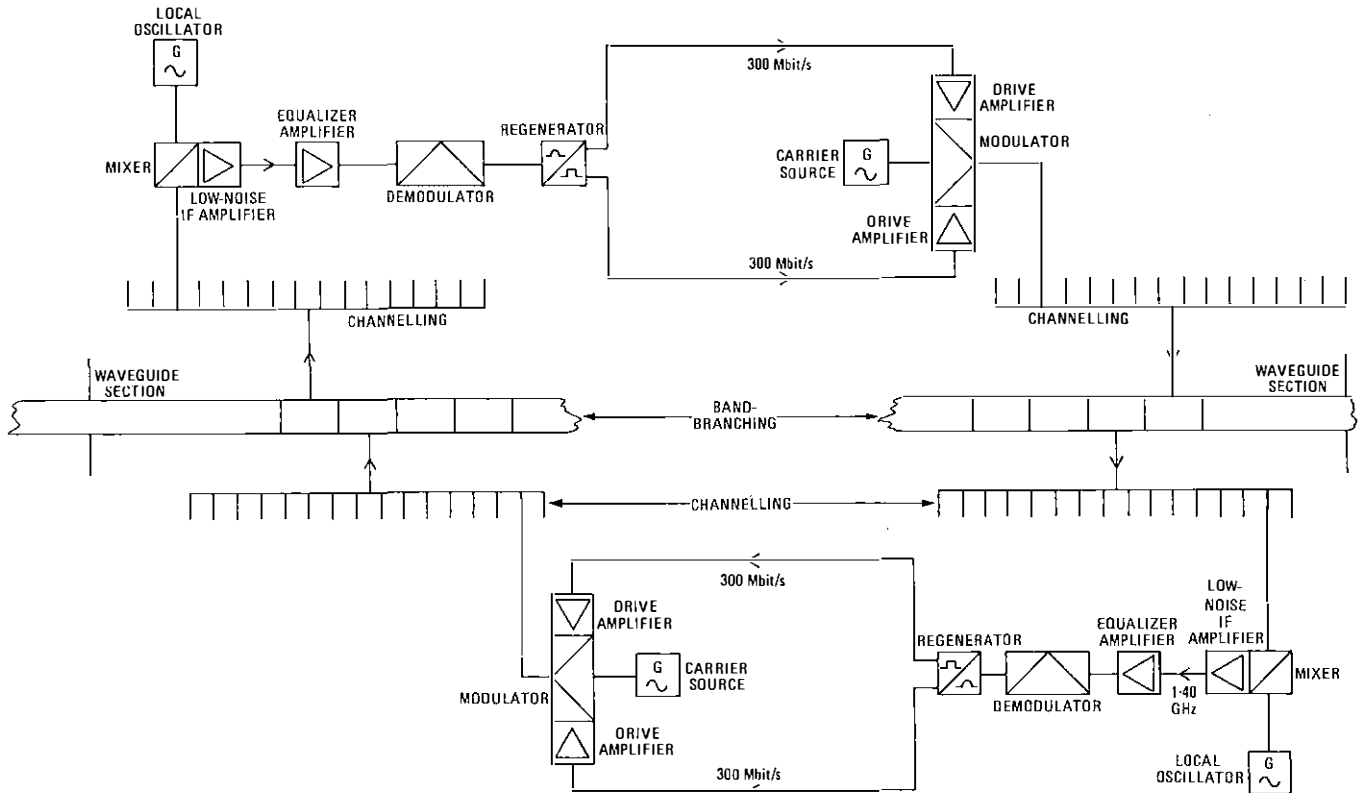 LOCAL
OSCILLATOR
G
MIXER
LOW-NOISE
IF AMPLIFIER
EQUALIZER
AMPLIFIER
DEMODULATOR
REGENERATOR
300 Mbit/s
300 Mbit/s
CARRIER
SOURCE
G
DRIVE
AMPLIFIER
MODULATOR
DRIVE
AMPLIFIER
CHANNELLING
CHANNELLING
WAVEGUIDE
SECTION
BAND-
BRANCHING
WAVEGUIDE
SECTION
CHANNELLING
300 Mbit/s
DRIVE
AMPLIFIER
MODULATOR
G
CARRIER
SOURCE
DRIVE
AMPLIFIER
300 Mbit/s
REGENERATOR
DEMODULATOR
EQUALIZER
AMPLIFIER
LOW-
NOISE
IF
AMPLIFIER
1·40
GHz
MIXER
LOCAL
OSCILLATOR
G